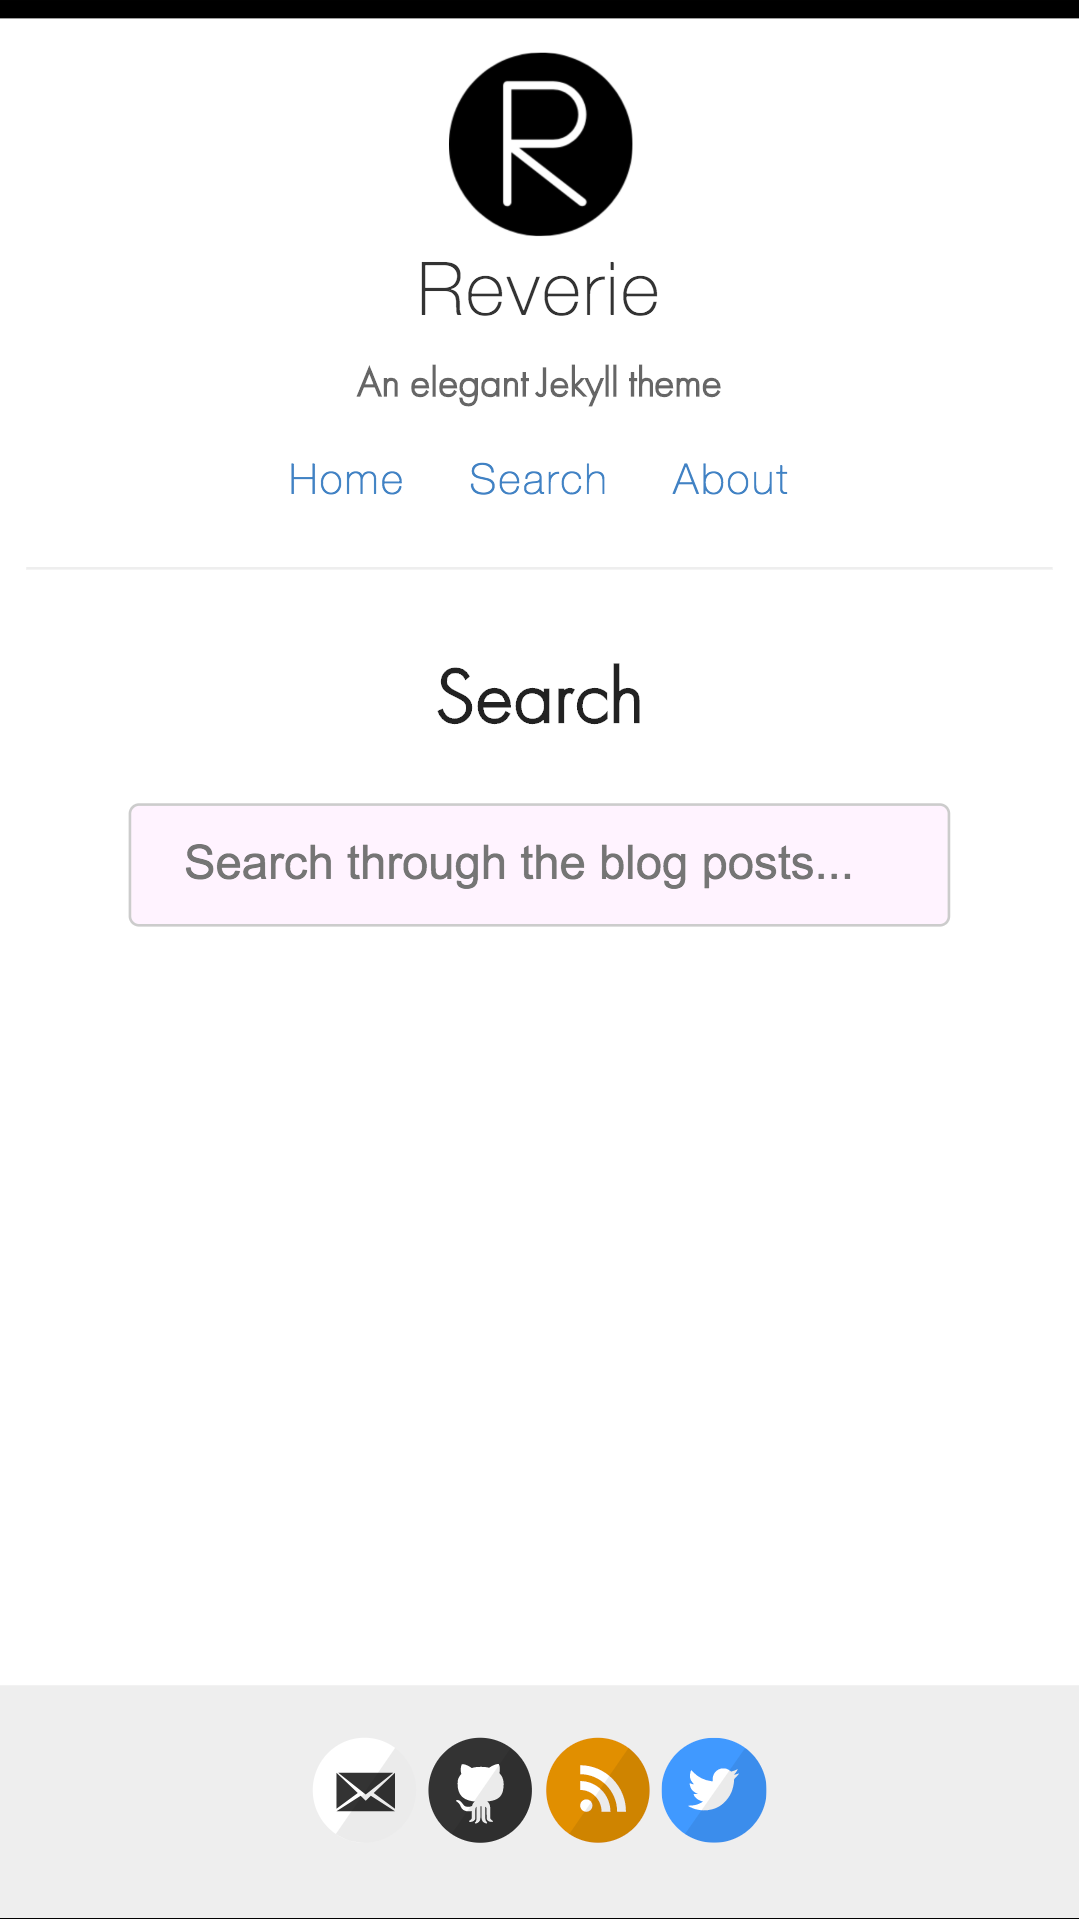 R
Reverie
An elegant Jekyll theme
Home Search About
Search
Search through the blog posts...